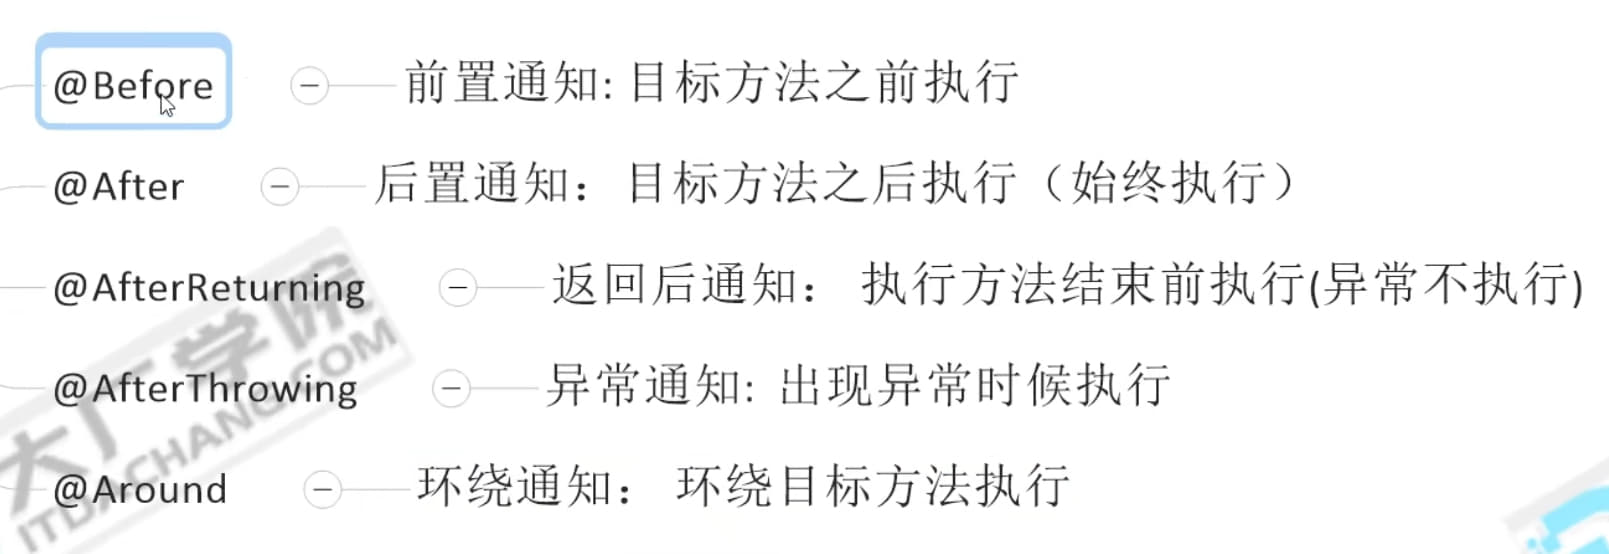 @Before 前置通知: 目标方法之前执行
@After 后置通知： 目标方法之后执行（始终执行）
@AfterReturning 返回后通知： 执行方法结束前执行(异常不执行)
@AfterThrowing 异常通知: 出现异常时候执行
@Around 环绕通知： 环绕目标方法执行
大厂学院
ITDACHANG.COM